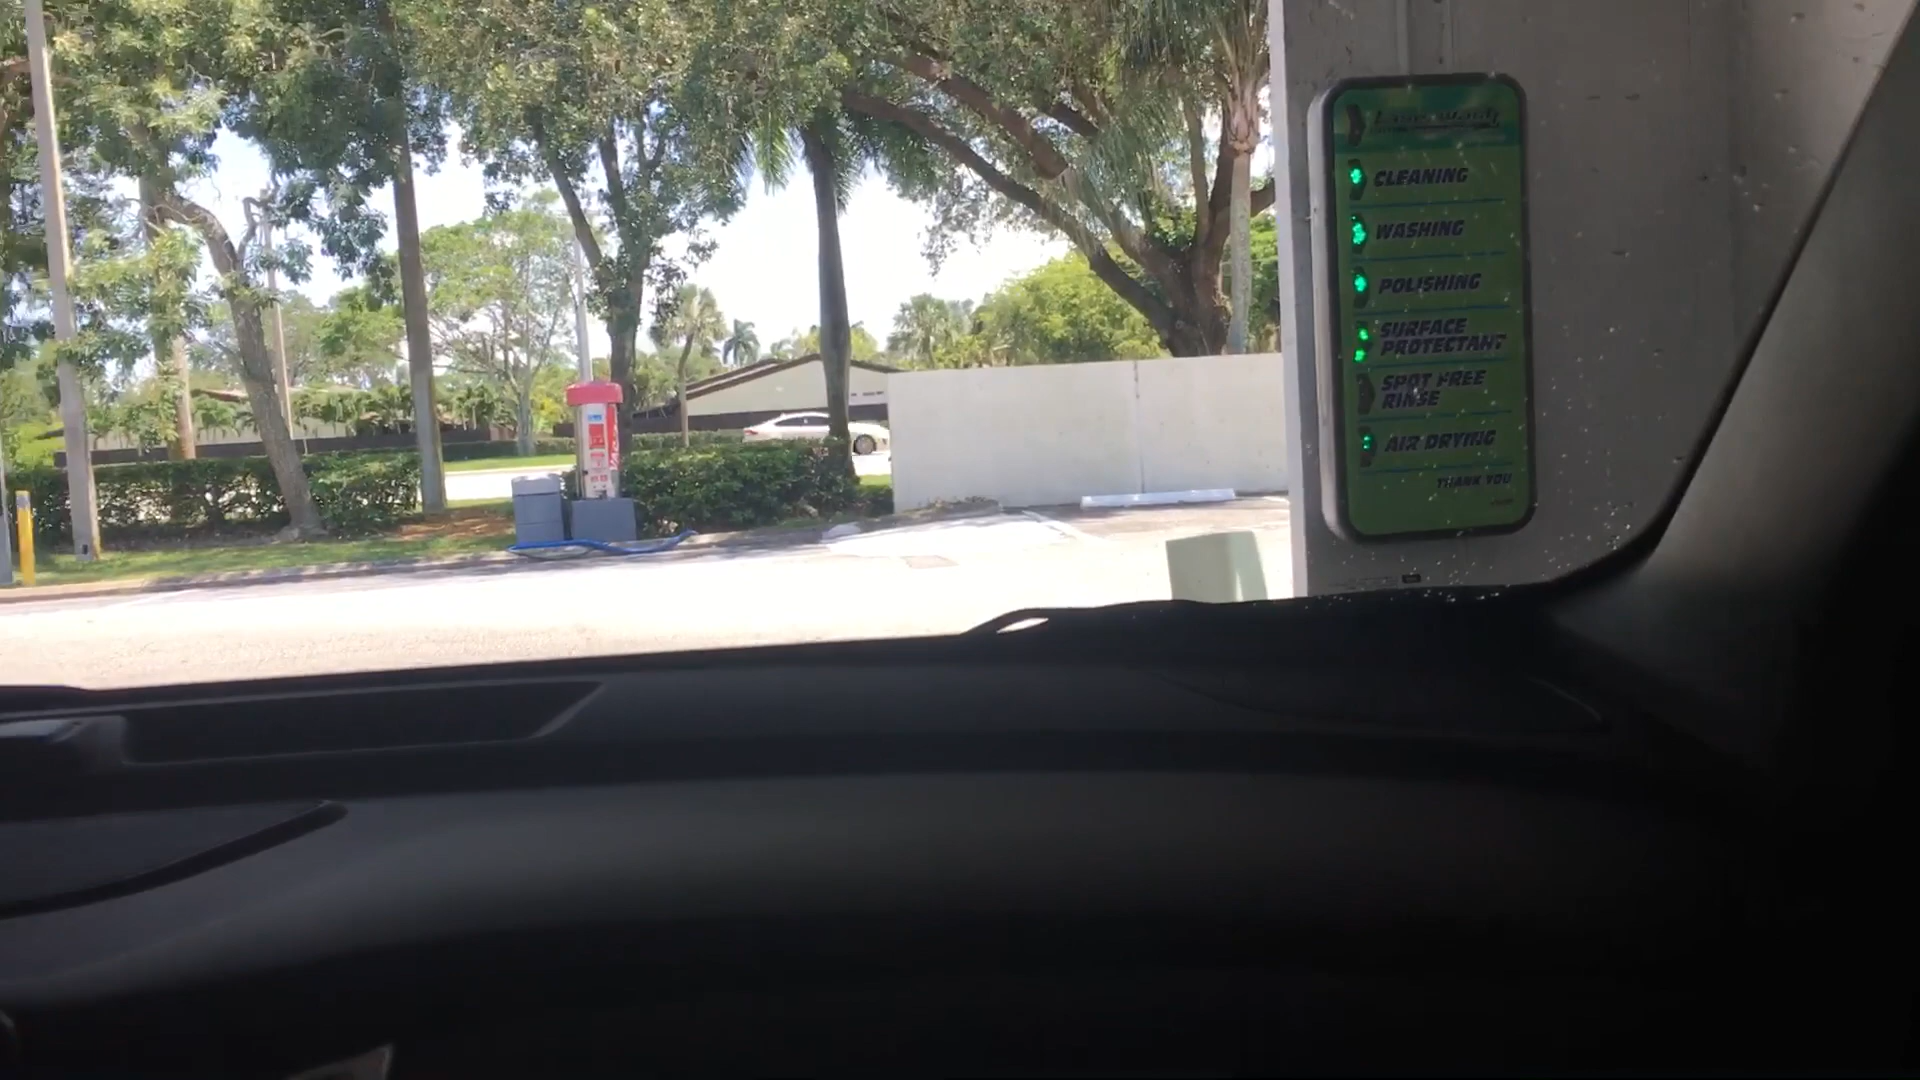 CLEANING
WASHING
POLISHING
SURFACE
PROTECTANT
SPOT FREE
RINSE
AIR DRYING
THANK YOU